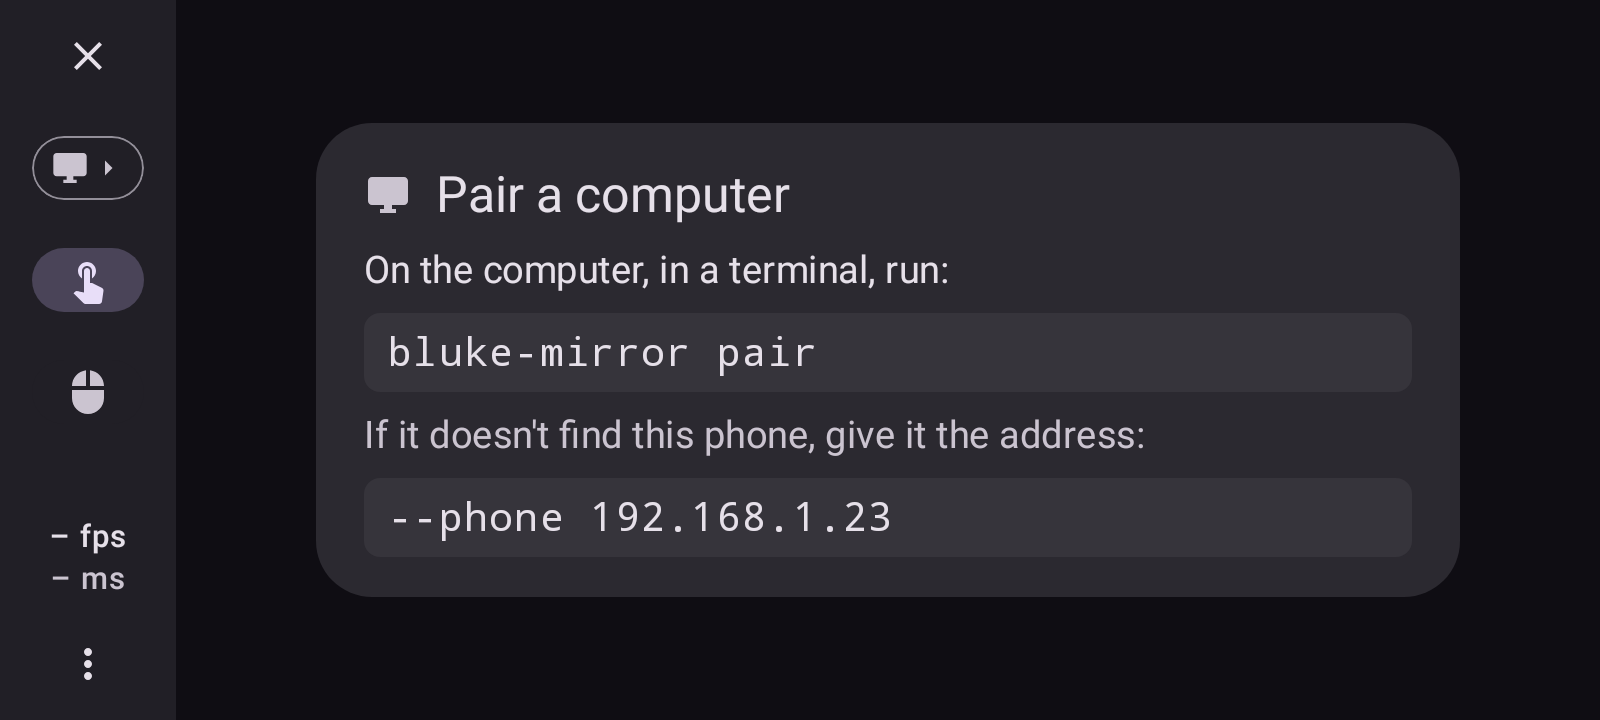 Pair a computer
On the computer, in a terminal, run:
bluke-mirror pair
If it doesn't find this phone, give it the address:
--phone 192.168.1.23
– fps
– ms